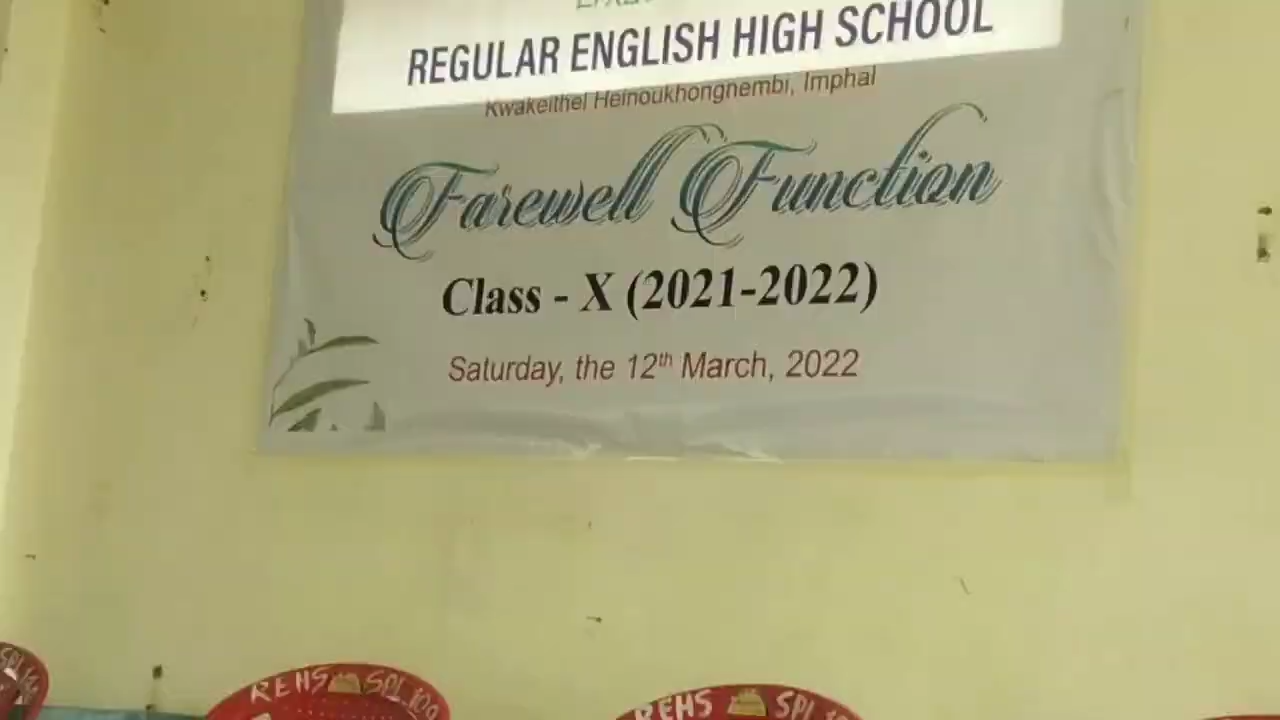 REGULAR ENGLISH HIGH SCHOOL
Kwakeithel Heinoukhongnembi, Imphal
Farewell Function
Class - X (2021-2022)
Saturday, the 12th March, 2022
REHS SPL 109
REHS SPL